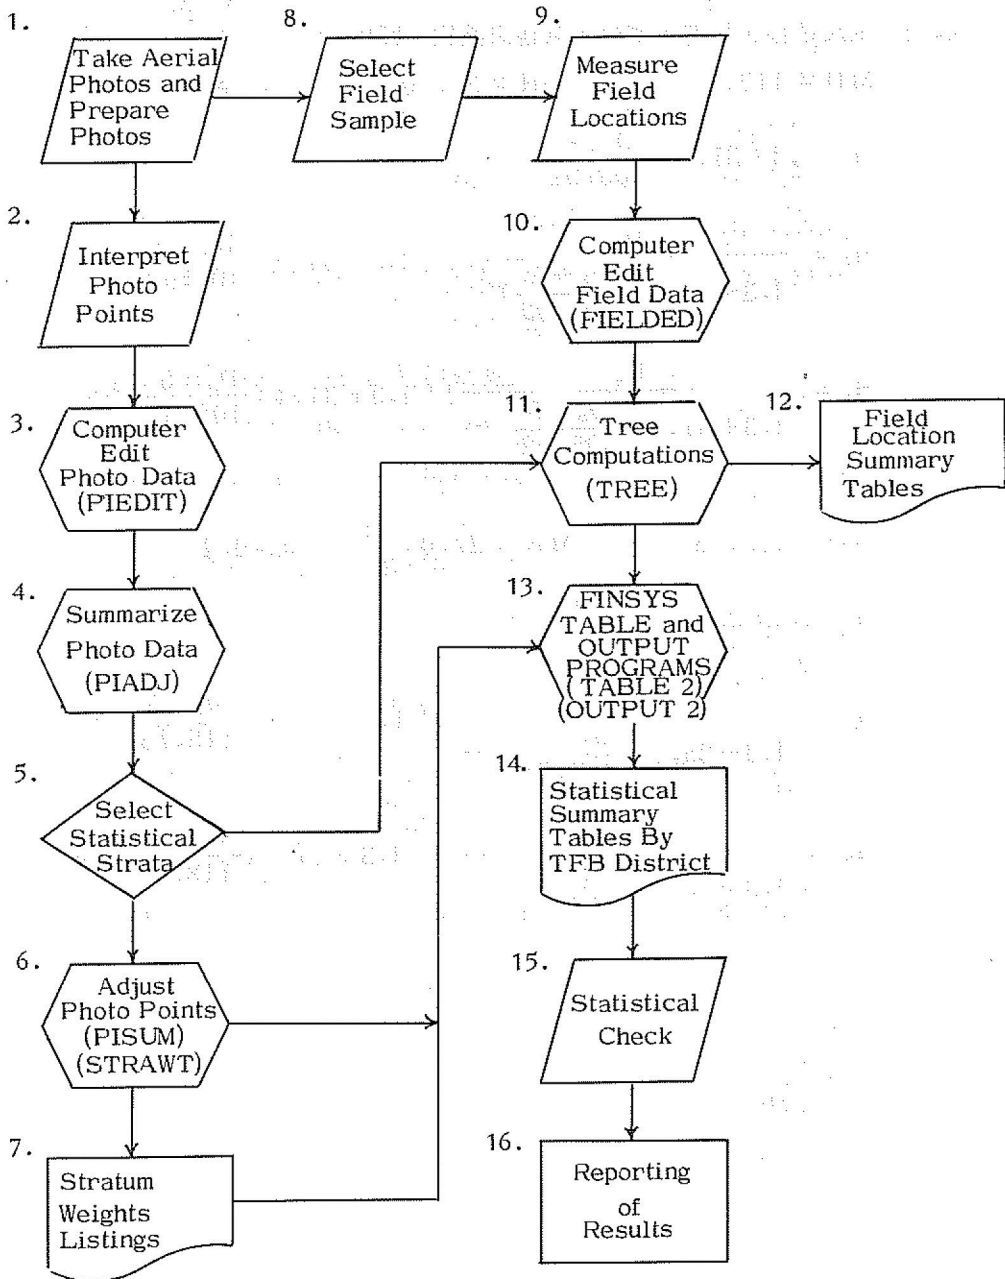 1.
Take Aerial
Photos and
Prepare
Photos
8.
Select
Field
Sample
9.
Measure
Field
Locations
2.
Interpret
Photo
Points
10.
Computer
Edit
Field Data
(FIELDED)
3.
Computer
Edit
Photo Data
(PIEDIT)
11.
Tree
Computations
(TREE)
12.
Field
Location
Summary
Tables
4.
Summarize
Photo Data
(PIADJ)
13.
FINSYS
TABLE and
OUTPUT
PROGRAMS
( TABLE 2)
(OUTPUT 2)
5.
Select
Statistical
Strata
14.
Statistical
Summary
Tables By
TFB District
6.
Adjust
Photo Points
(PISUM)
(STRAWT)
15.
Statistical
Check
7.
Stratum
Weights
Listings
16.
Reporting
of
Results